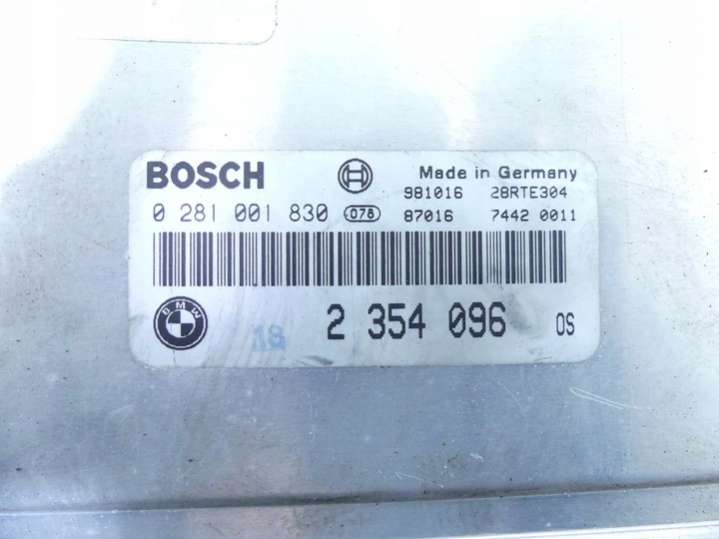 BOSCH Made in Germany
981016 28RTE304
0 281 001 830 078 87016 7442 0011
BMW 18 2 354 096 OS